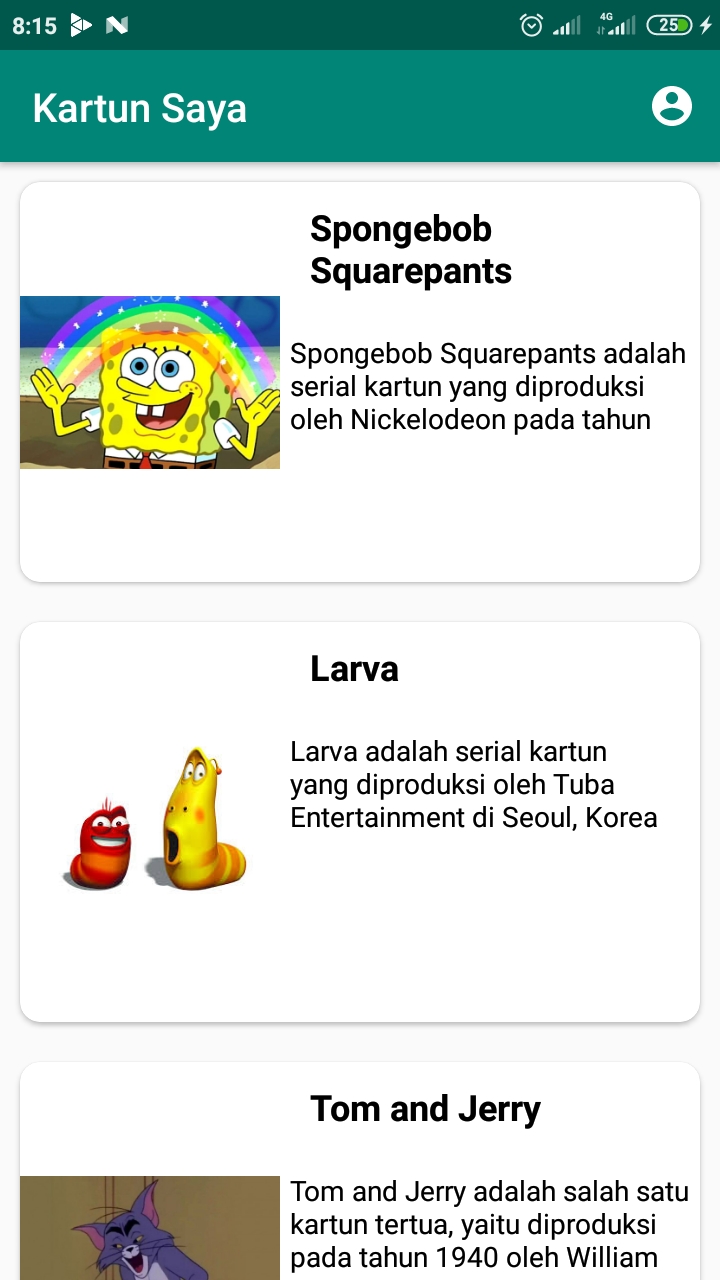 8:15
4G
25
Kartun Saya
Spongebob
Squarepants
Spongebob Squarepants adalah
serial kartun yang diproduksi
oleh Nickelodeon pada tahun
Larva
Larva adalah serial kartun
yang diproduksi oleh Tuba
Entertainment di Seoul, Korea
Tom and Jerry
Tom and Jerry adalah salah satu
kartun tertua, yaitu diproduksi
pada tahun 1940 oleh William